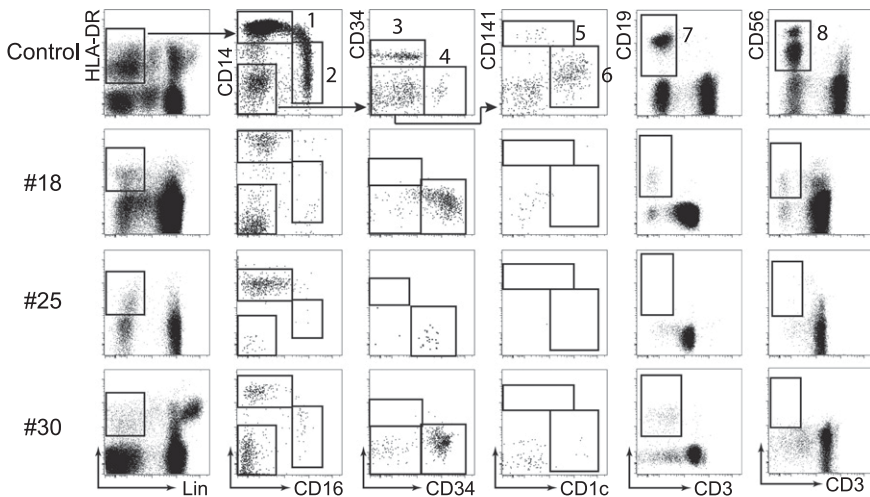 Control
HLA-DR
CD14
1
2
CD34
3
4
CD141
5
6
CD19
7
CD56
8
#18
#25
#30
Lin
CD16
CD34
CD1c
CD3
CD3